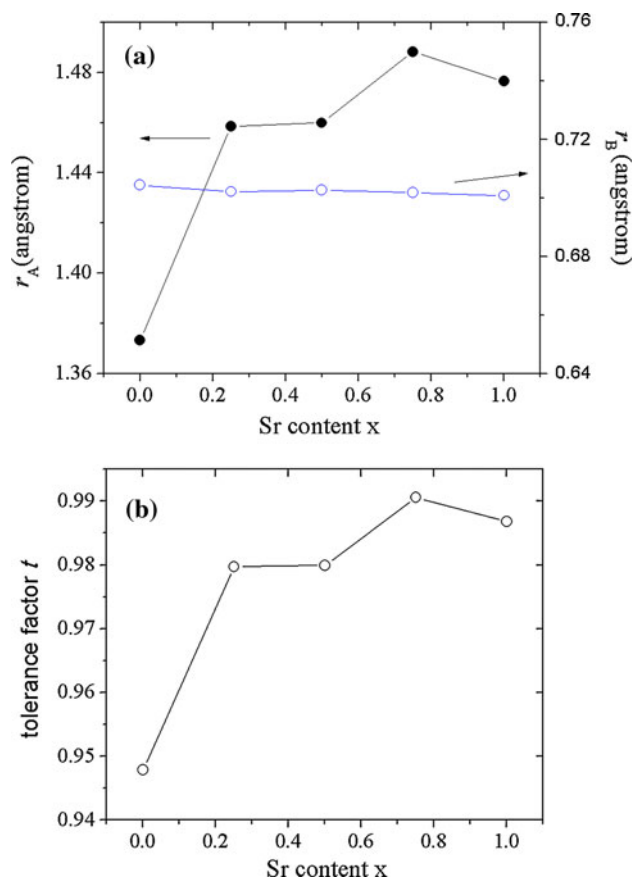 (a)
1.48
1.44
1.40
1.36
r_A(angstrom)
0.76
0.72
0.68
0.64
r_B(angstrom)
0.0 0.2 0.4 0.6 0.8 1.0
Sr content x
(b)
0.99
0.98
0.97
0.96
0.95
0.94
tolerance factor t
0.0 0.2 0.4 0.6 0.8 1.0
Sr content x